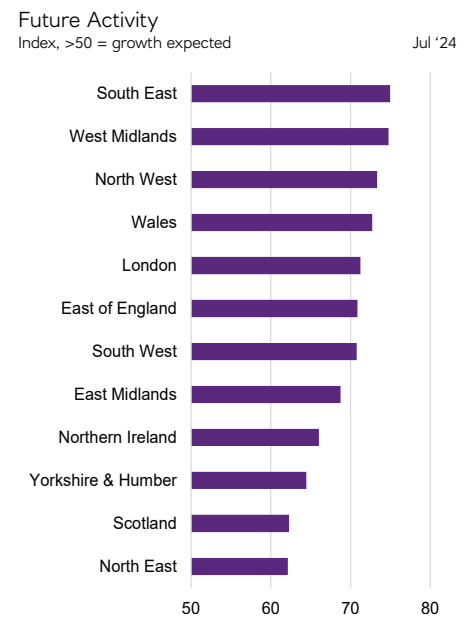 Future Activity
Index, >50 = growth expected
Jul ‘24
South East
West Midlands
North West
Wales
London
East of England
South West
East Midlands
Northern Ireland
Yorkshire & Humber
Scotland
North East
50 60 70 80